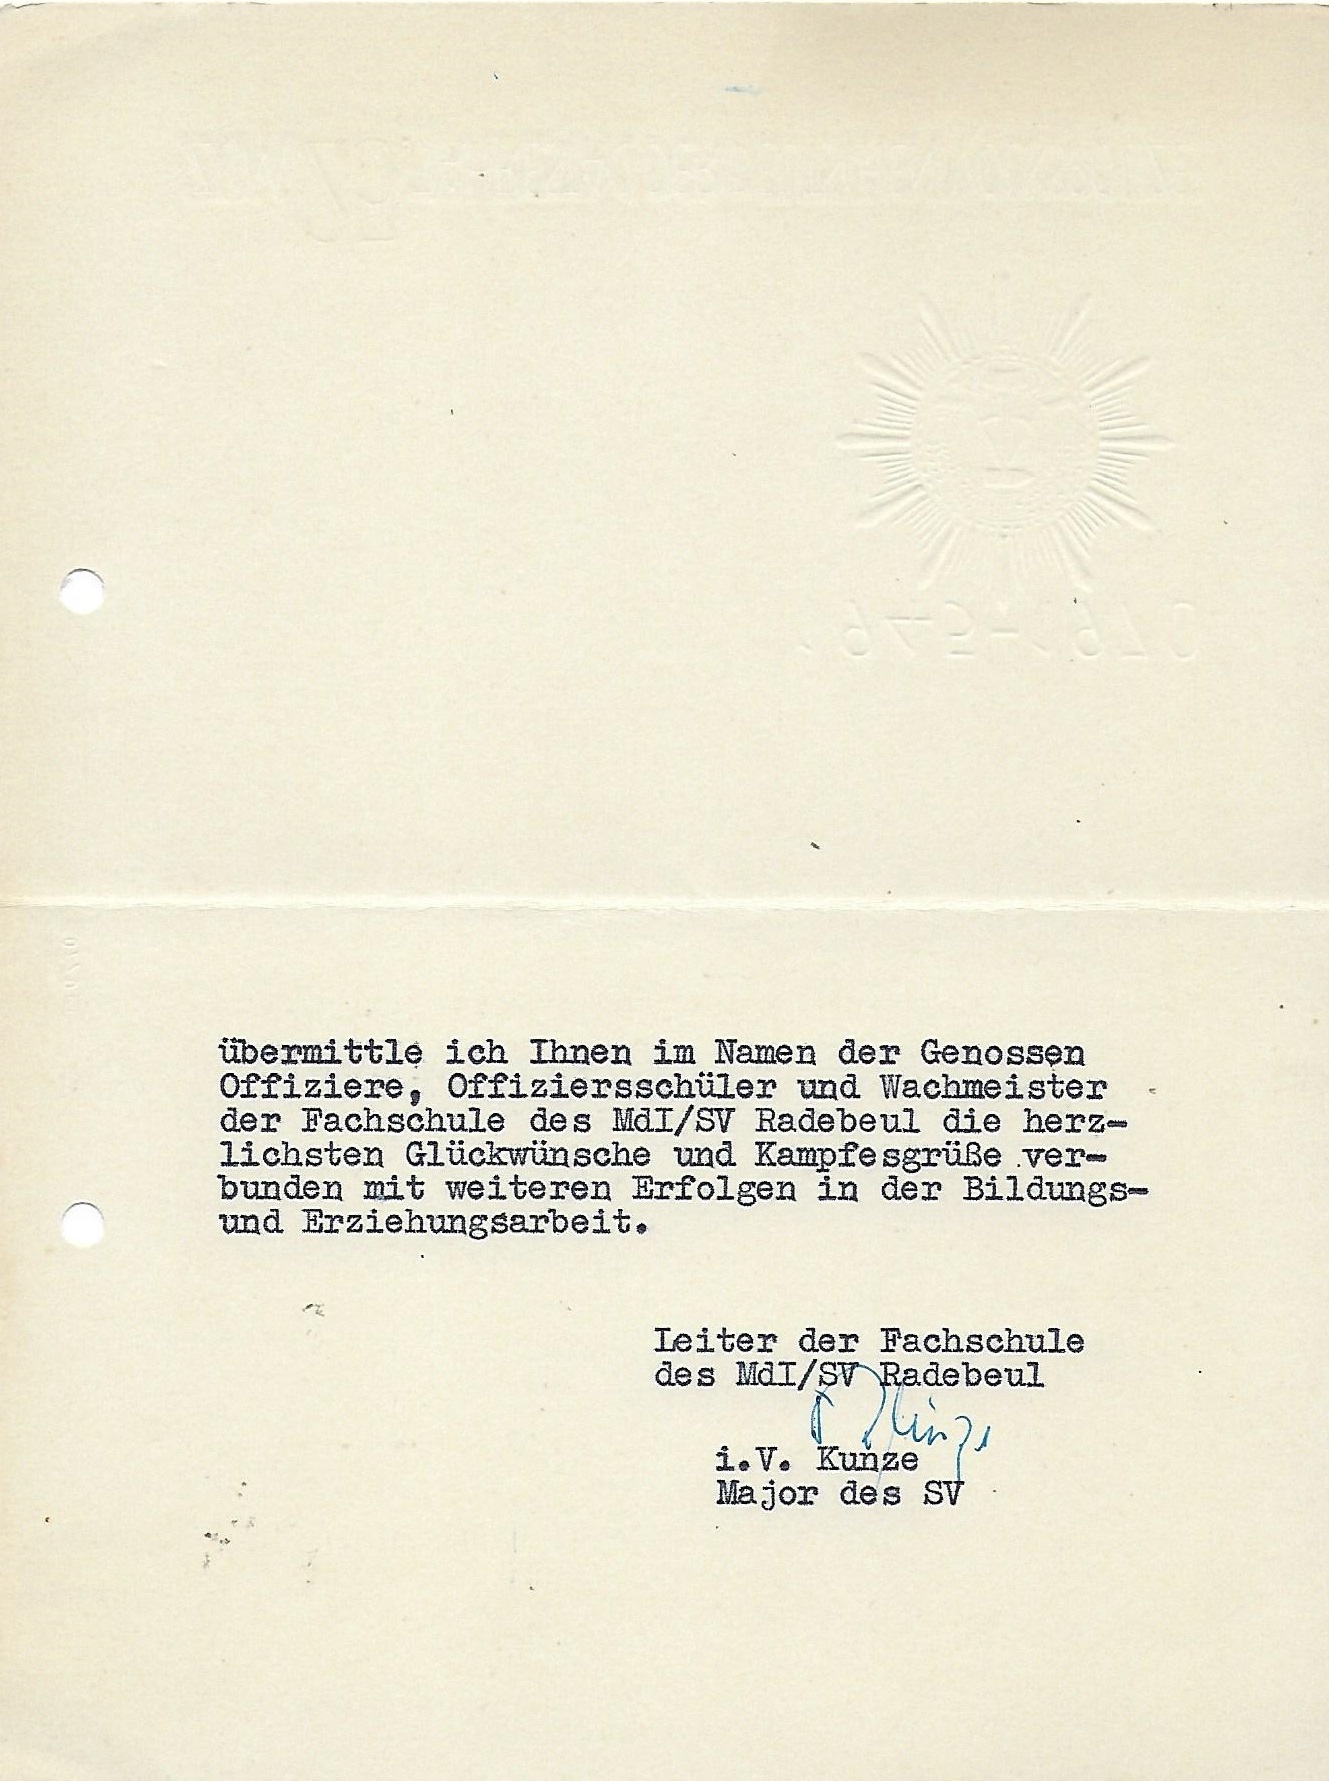 übermittle ich Ihnen im Namen der Genossen
Offiziere, Offiziersschüler und Wachmeister
der Fachschule des MdI/SV Radebeul die herz-
lichsten Glückwünsche und Kampfesgrüße ver-
bunden mit weiteren Erfolgen in der Bildungs-
und Erziehungsarbeit.
Leiter der Fachschule
des MdI/SV Radebeul
i.V. Kunze
Major des SV